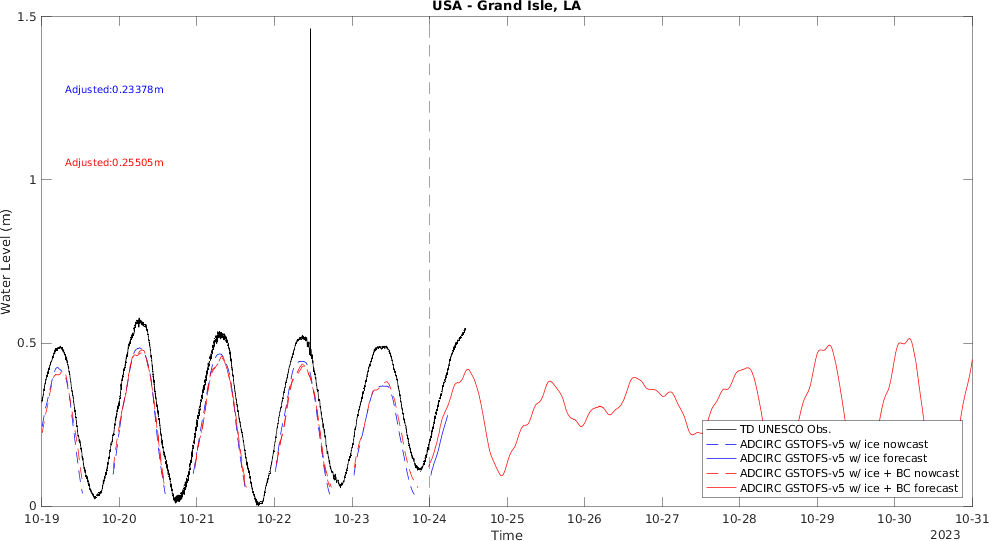 USA - Grand Isle, LA
1.5
Adjusted:0.23378m
Adjusted:0.25505m
1
Water Level (m)
0.5
TD UNESCO Obs.
ADCIRC GSTOFS-v5 w/ ice nowcast
ADCIRC GSTOFS-v5 w/ ice forecast
ADCIRC GSTOFS-v5 w/ ice + BC nowcast
ADCIRC GSTOFS-v5 w/ ice + BC forecast
0
10-19 10-20 10-21 10-22 10-23 10-24 10-25 10-26 10-27 10-28 10-29 10-30 10-31
Time
2023